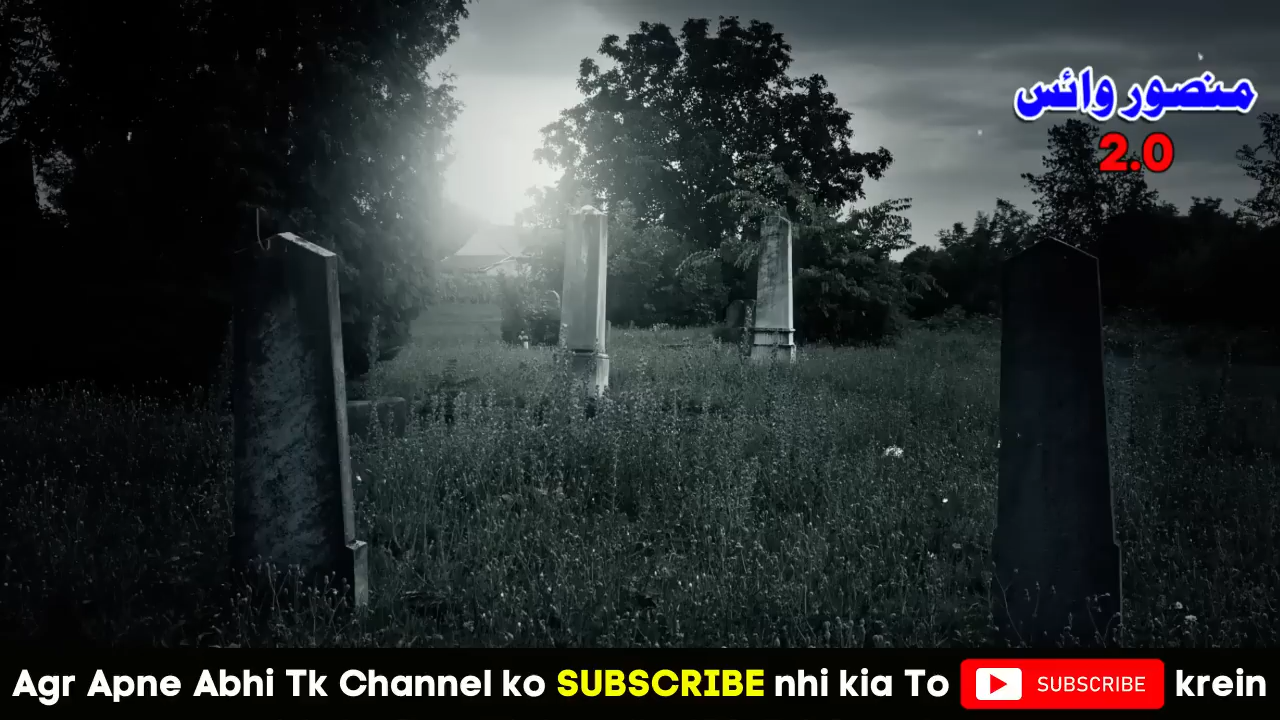 منصور وائس
2.0
Agr Apne Abhi Tk Channel ko SUBSCRIBE nhi kia To SUBSCRIBE krein